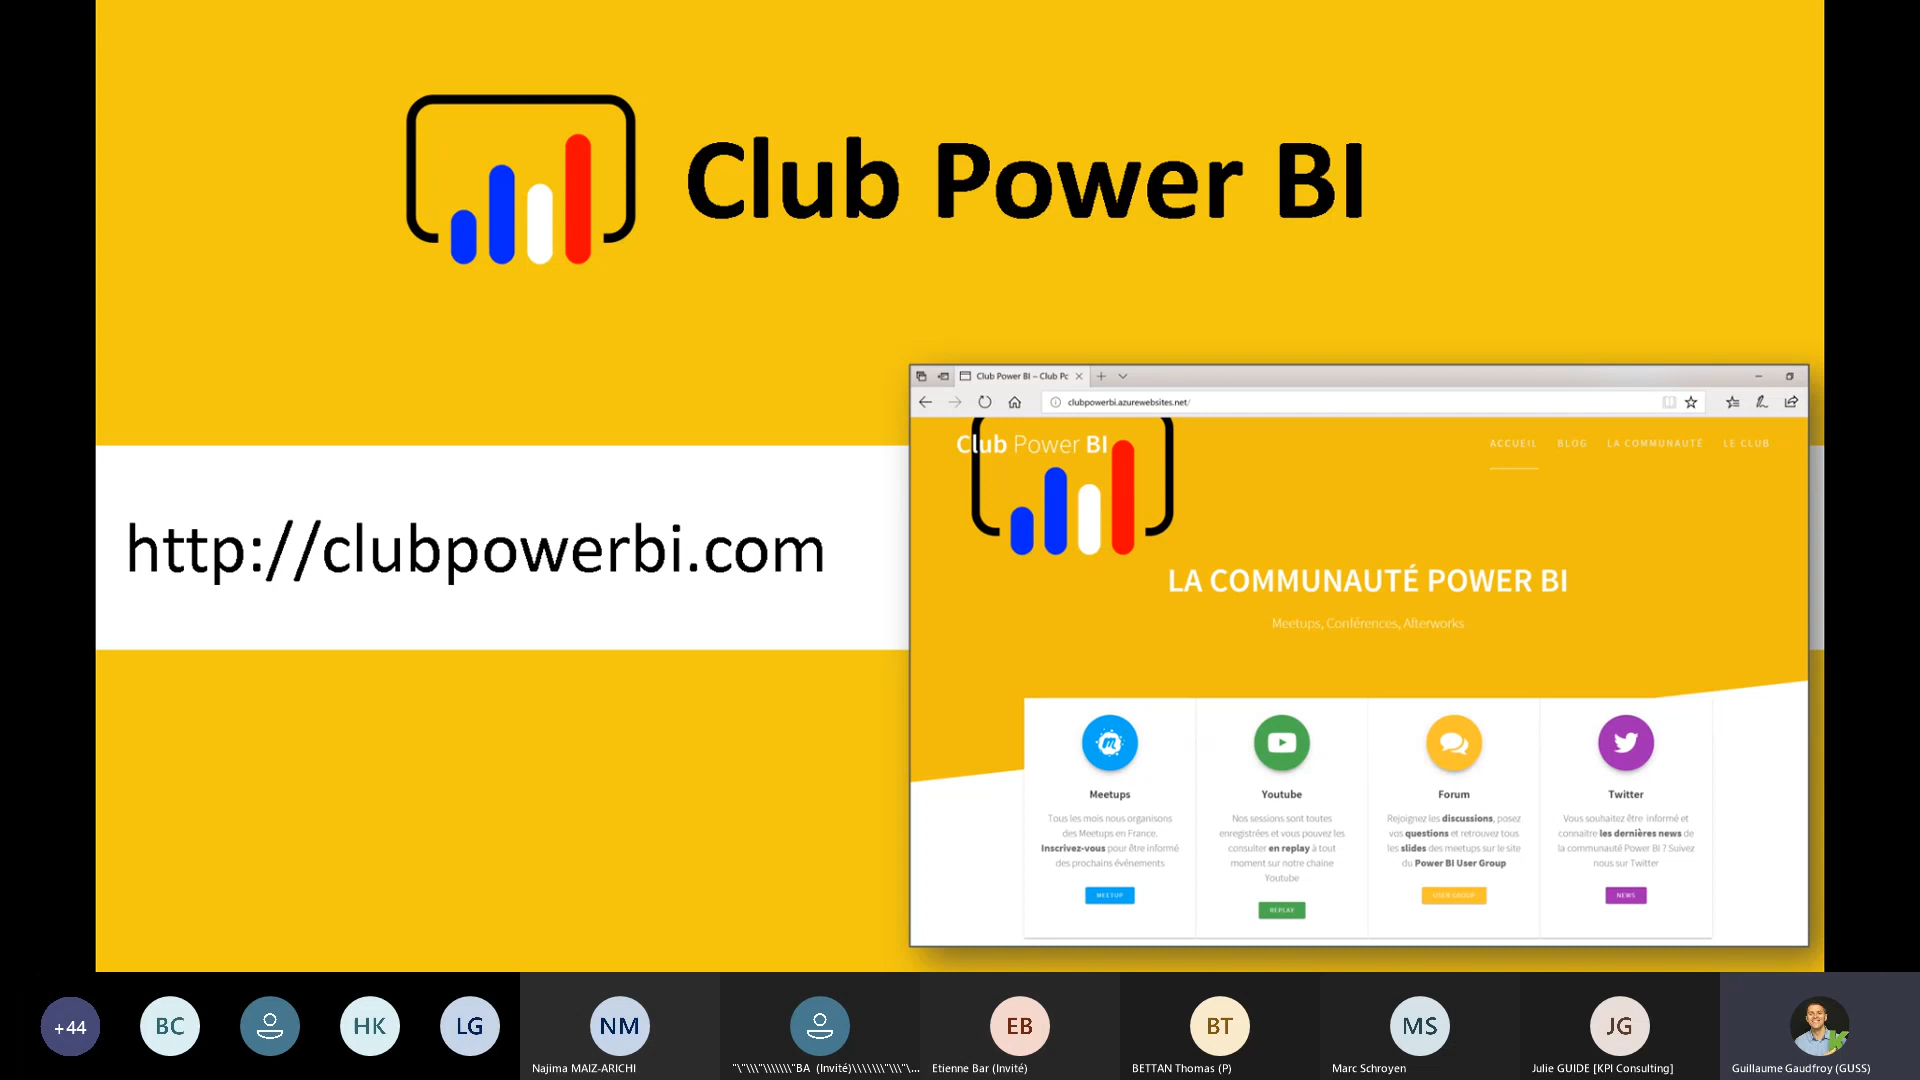 Club Power BI
http://clubpowerbi.com
Club Power BI – Club Pc
clubpowerbi.azurewebsites.net/
Club Power BI
ACCUEIL BLOG LA COMMUNAUTÉ LE CLUB
LA COMMUNAUTÉ POWER BI
Meetups, Conférences, Afterworks
Meetups
Tous les mois nous organisons
des Meetups en France.
Inscrivez-vous pour être informé
des prochains événements
MEETUP
Youtube
Nos sessions sont toutes
enregistrées et vous pouvez les
consulter en replay à tout
moment sur notre chaine
Youtube
REPLAY
Forum
Rejoignez les discussions, posez
vos questions et retrouvez tous
les slides des meetups sur le site
du Power BI User Group
USER GROUP
Twitter
Vous souhaitez être informé et
connaitre les dernières news de
la communauté Power BI ? Suivez
nous sur Twitter
NEWS
+44
BC
HK
LG
NM
Najima MAIZ-ARICHI
"\"\\\"\\\\\\\"BA (Invité)\\\\\\\"\\\"\...
EB
Etienne Bar (Invité)
BT
BETTAN Thomas (P)
MS
Marc Schroyen
JG
Julie GUIDE [KPI Consulting]
Guillaume Gaudfroy (GUSS)